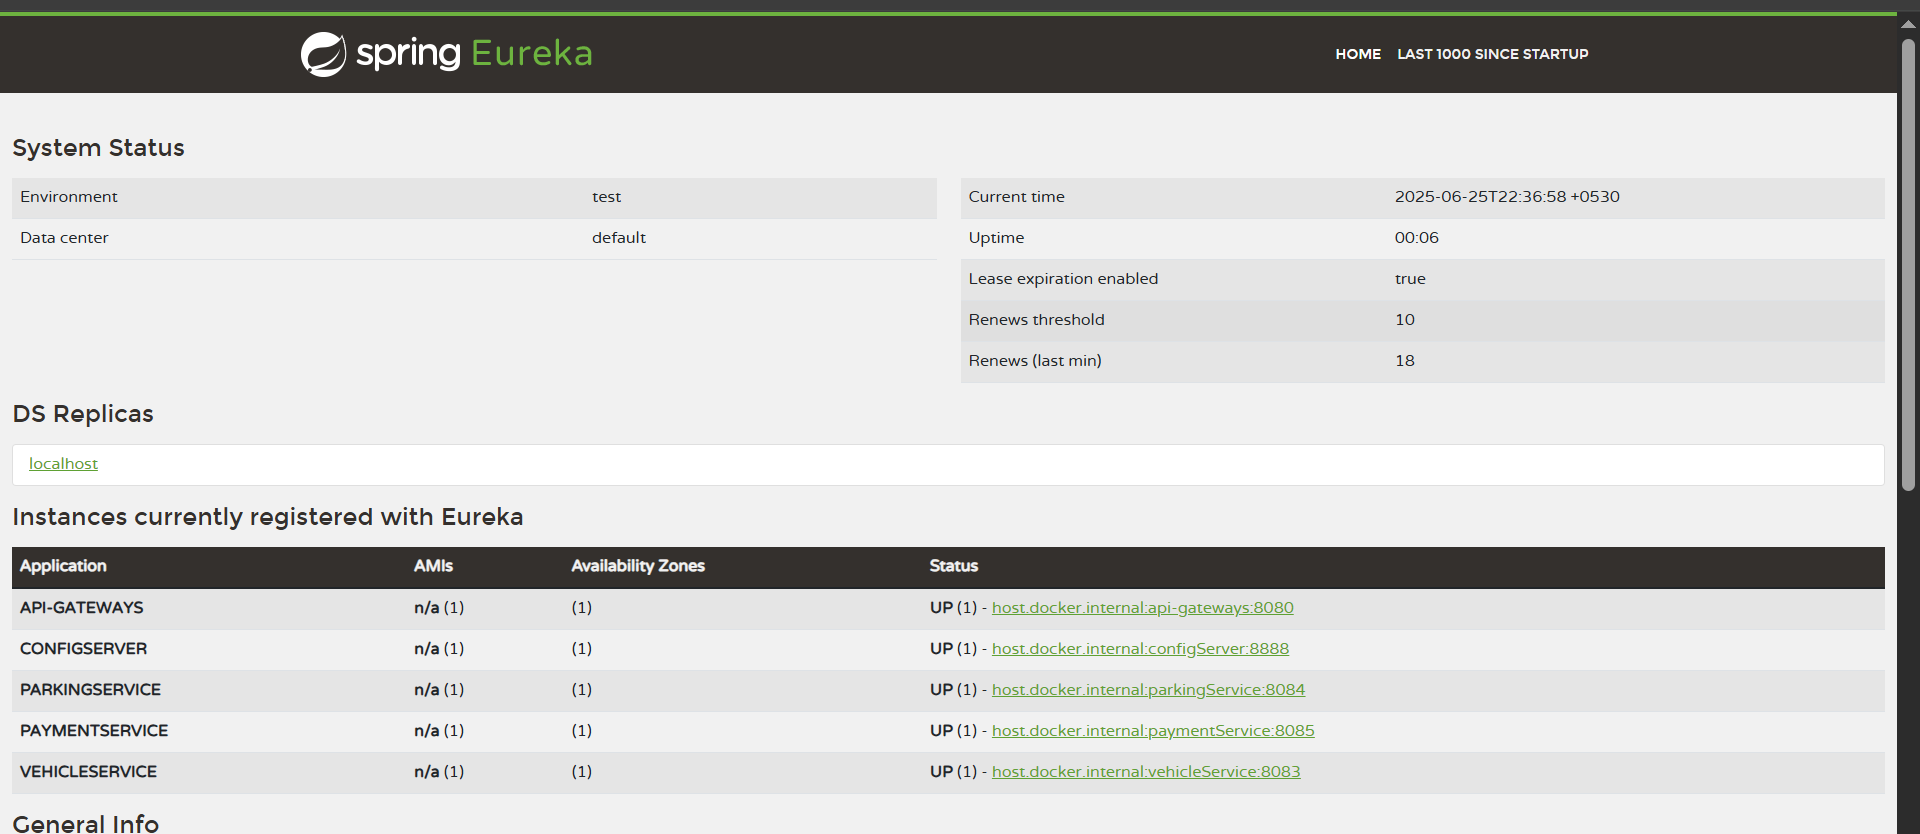 spring Eureka
HOME LAST 1000 SINCE STARTUP
System Status
Environment test
Data center default
Current time 2025-06-25T22:36:58 +0530
Uptime 00:06
Lease expiration enabled true
Renews threshold 10
Renews (last min) 18
DS Replicas
localhost
Instances currently registered with Eureka
Application AMIs Availability Zones Status
API-GATEWAYS n/a (1) (1) UP (1) - host.docker.internal:api-gateways:8080
CONFIGSERVER n/a (1) (1) UP (1) - host.docker.internal:configServer:8888
PARKINGSERVICE n/a (1) (1) UP (1) - host.docker.internal:parkingService:8084
PAYMENTSERVICE n/a (1) (1) UP (1) - host.docker.internal:paymentService:8085
VEHICLESERVICE n/a (1) (1) UP (1) - host.docker.internal:vehicleService:8083
General Info